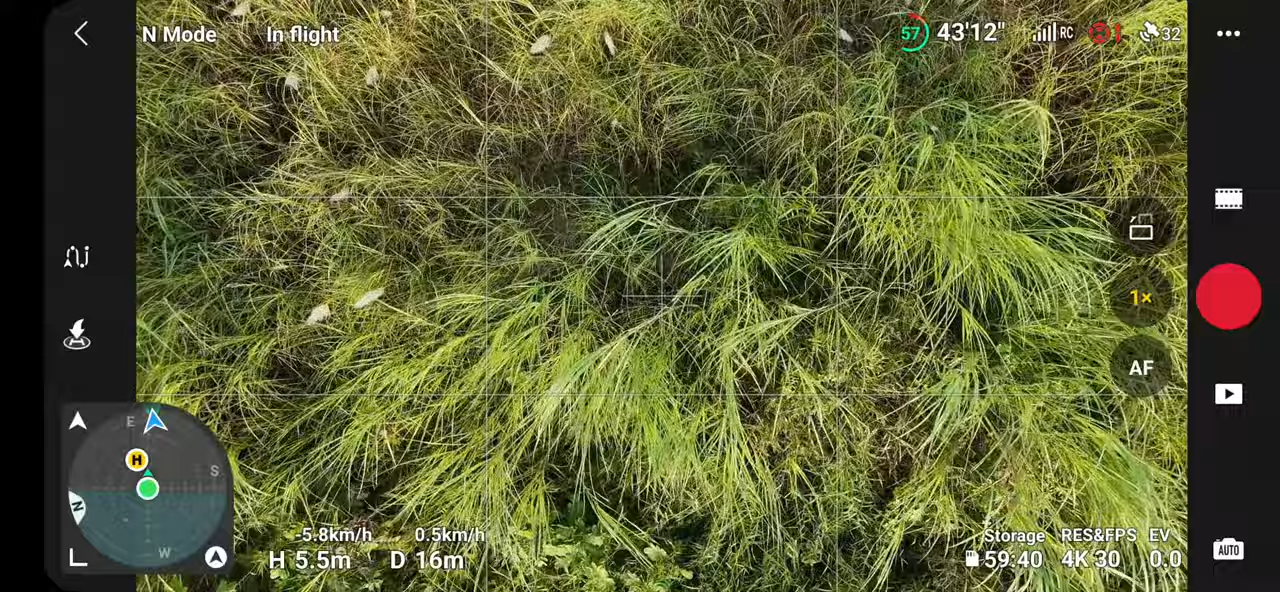 N Mode In flight 57 43'12" RC 1 32
1×
AF
E
H
S
N
W
-5.8km/h 0.5km/h
H 5.5m D 16m
Storage RES&FPS EV
59:40 4K 30 0.0
AUTO